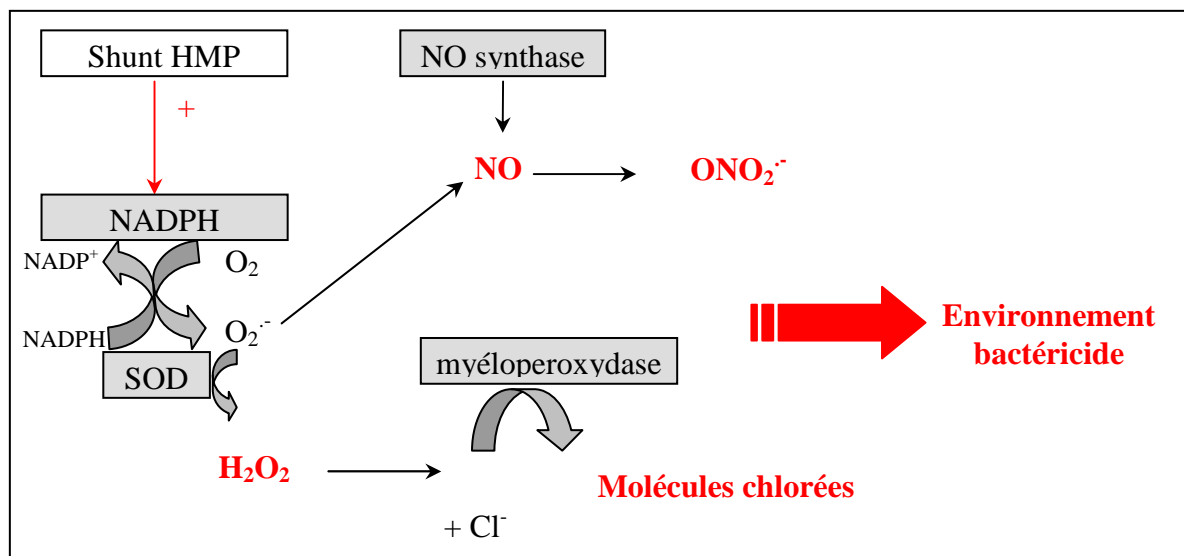 Shunt HMP
NO synthase
+
NO
ONO₂·⁻
NADPH
NADP⁺
O₂
NADPH
O₂·⁻
Environnement
bactéricide
myéloperoxydase
SOD
H₂O₂
Molécules chlorées
+ Cl⁻